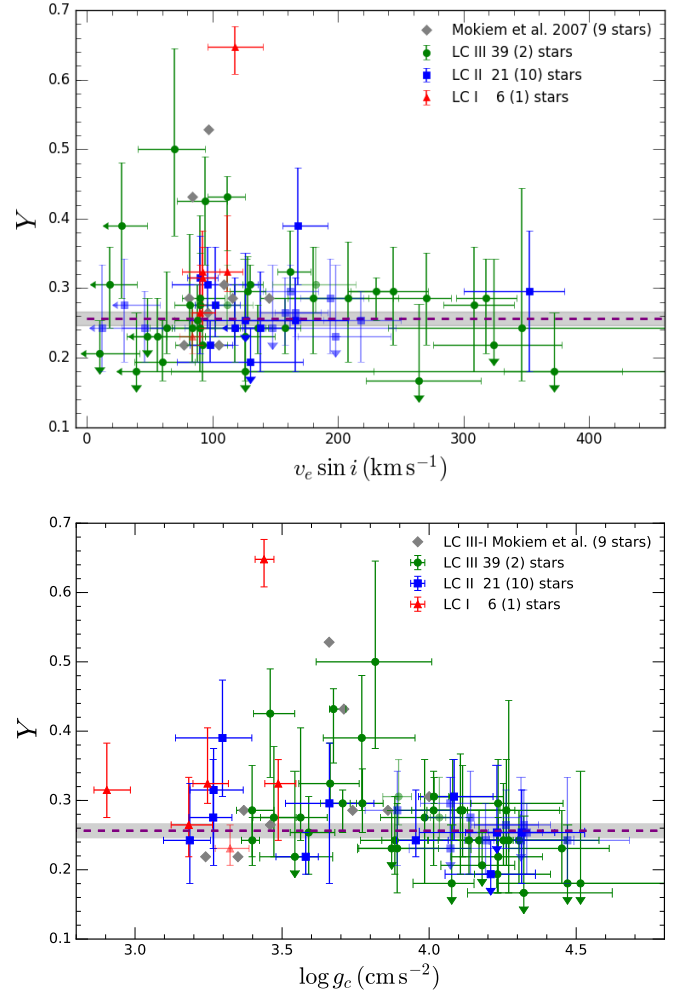 0.7
0.6
0.5
0.4
0.3
0.2
0.1
Y
Mokiem et al. 2007 (9 stars)
LC III 39 (2) stars
LC II 21 (10) stars
LC I 6 (1) stars
0 100 200 300 400
v_e sin i (km s⁻¹)
0.7
0.6
0.5
0.4
0.3
0.2
0.1
Y
LC III-I Mokiem et al. (9 stars)
LC III 39 (2) stars
LC II 21 (10) stars
LC I 6 (1) stars
3.0 3.5 4.0 4.5
log g_c (cm s⁻²)